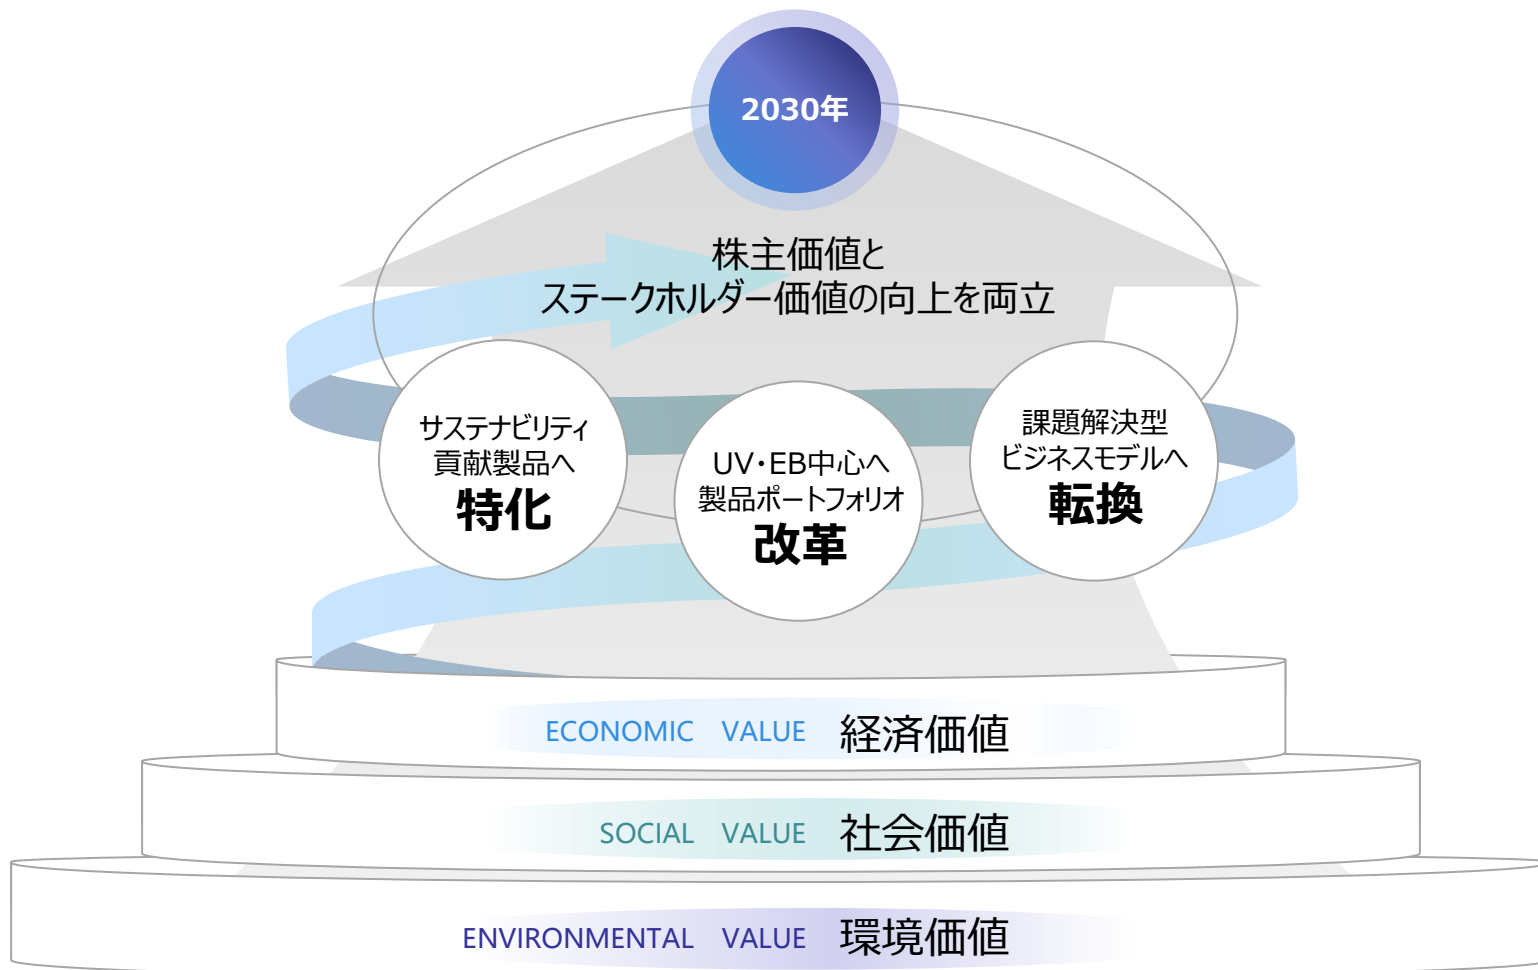 2030年
株主価値と
ステークホルダー価値の向上を両立
サステナビリティ
貢献製品へ
特化
UV・EB中心へ
製品ポートフォリオ
改革
課題解決型
ビジネスモデルへ
転換
ECONOMIC VALUE 経済価値
SOCIAL VALUE 社会価値
ENVIRONMENTAL VALUE 環境価値